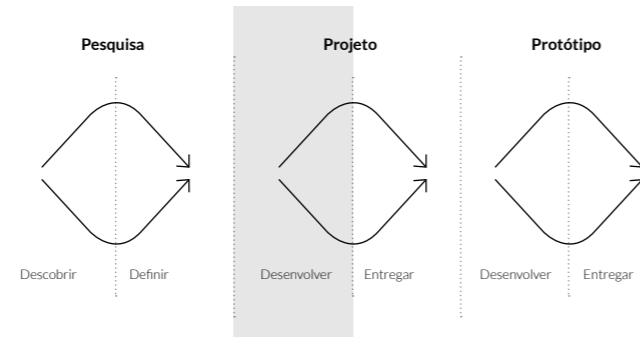 Pesquisa Projeto Protótipo
Descobrir Definir Desenvolver Entregar Desenvolver Entregar